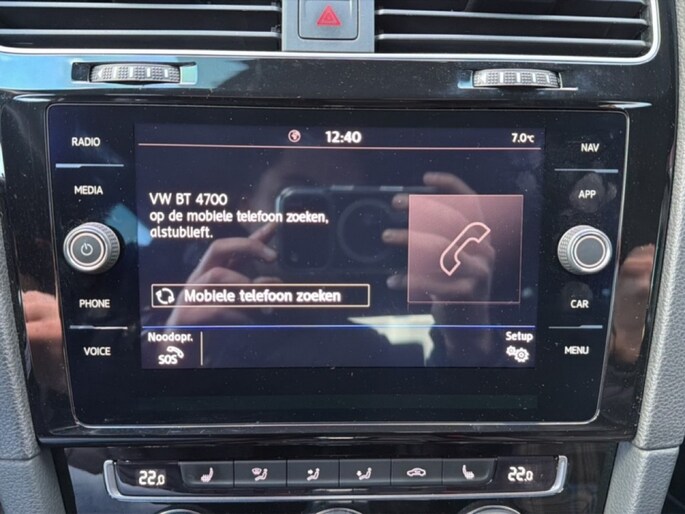 12:40
7.0°C
RADIO
NAV
MEDIA
APP
VW BT 4700
op de mobiele telefoon zoeken,
alstublieft.
PHONE
Mobiele telefoon zoeken
CAR
VOICE
Noodopr.
SOS
Setup
MENU
22.0
22.0